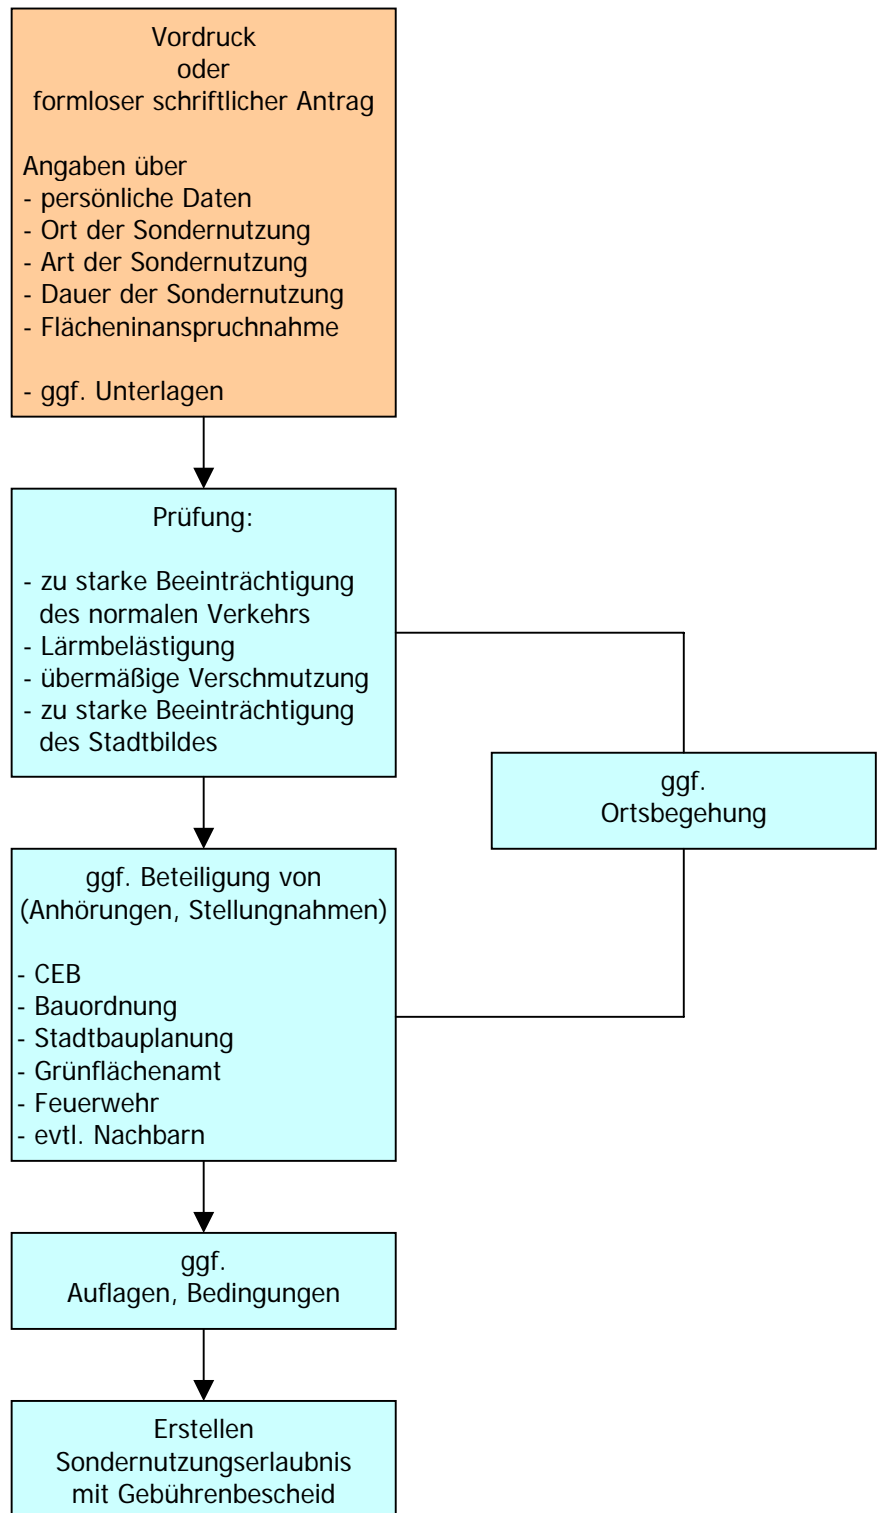 Vordruck
oder
formloser schriftlicher Antrag
Angaben über
- persönliche Daten
- Ort der Sondernutzung
- Art der Sondernutzung
- Dauer der Sondernutzung
- Flächeninanspruchnahme
- ggf. Unterlagen
Prüfung:
- zu starke Beeinträchtigung
des normalen Verkehrs
- Lärmbelästigung
- übermäßige Verschmutzung
- zu starke Beeinträchtigung
des Stadtbildes
ggf.
Ortsbegehung
ggf. Beteiligung von
(Anhörungen, Stellungnahmen)
- CEB
- Bauordnung
- Stadtbauplanung
- Grünflächenamt
- Feuerwehr
- evtl. Nachbarn
ggf.
Auflagen, Bedingungen
Erstellen
Sondernutzungserlaubnis
mit Gebührenbescheid